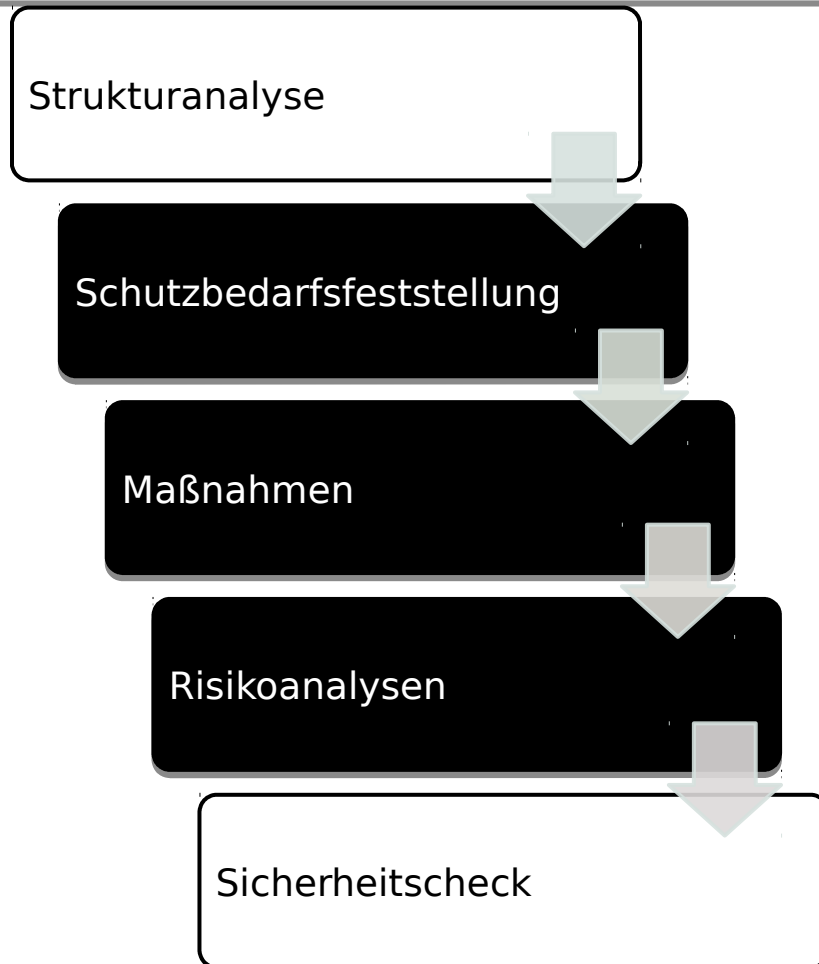 Strukturanalyse
Schutzbedarfsfeststellung
Maßnahmen
Risikoanalysen
Sicherheitscheck